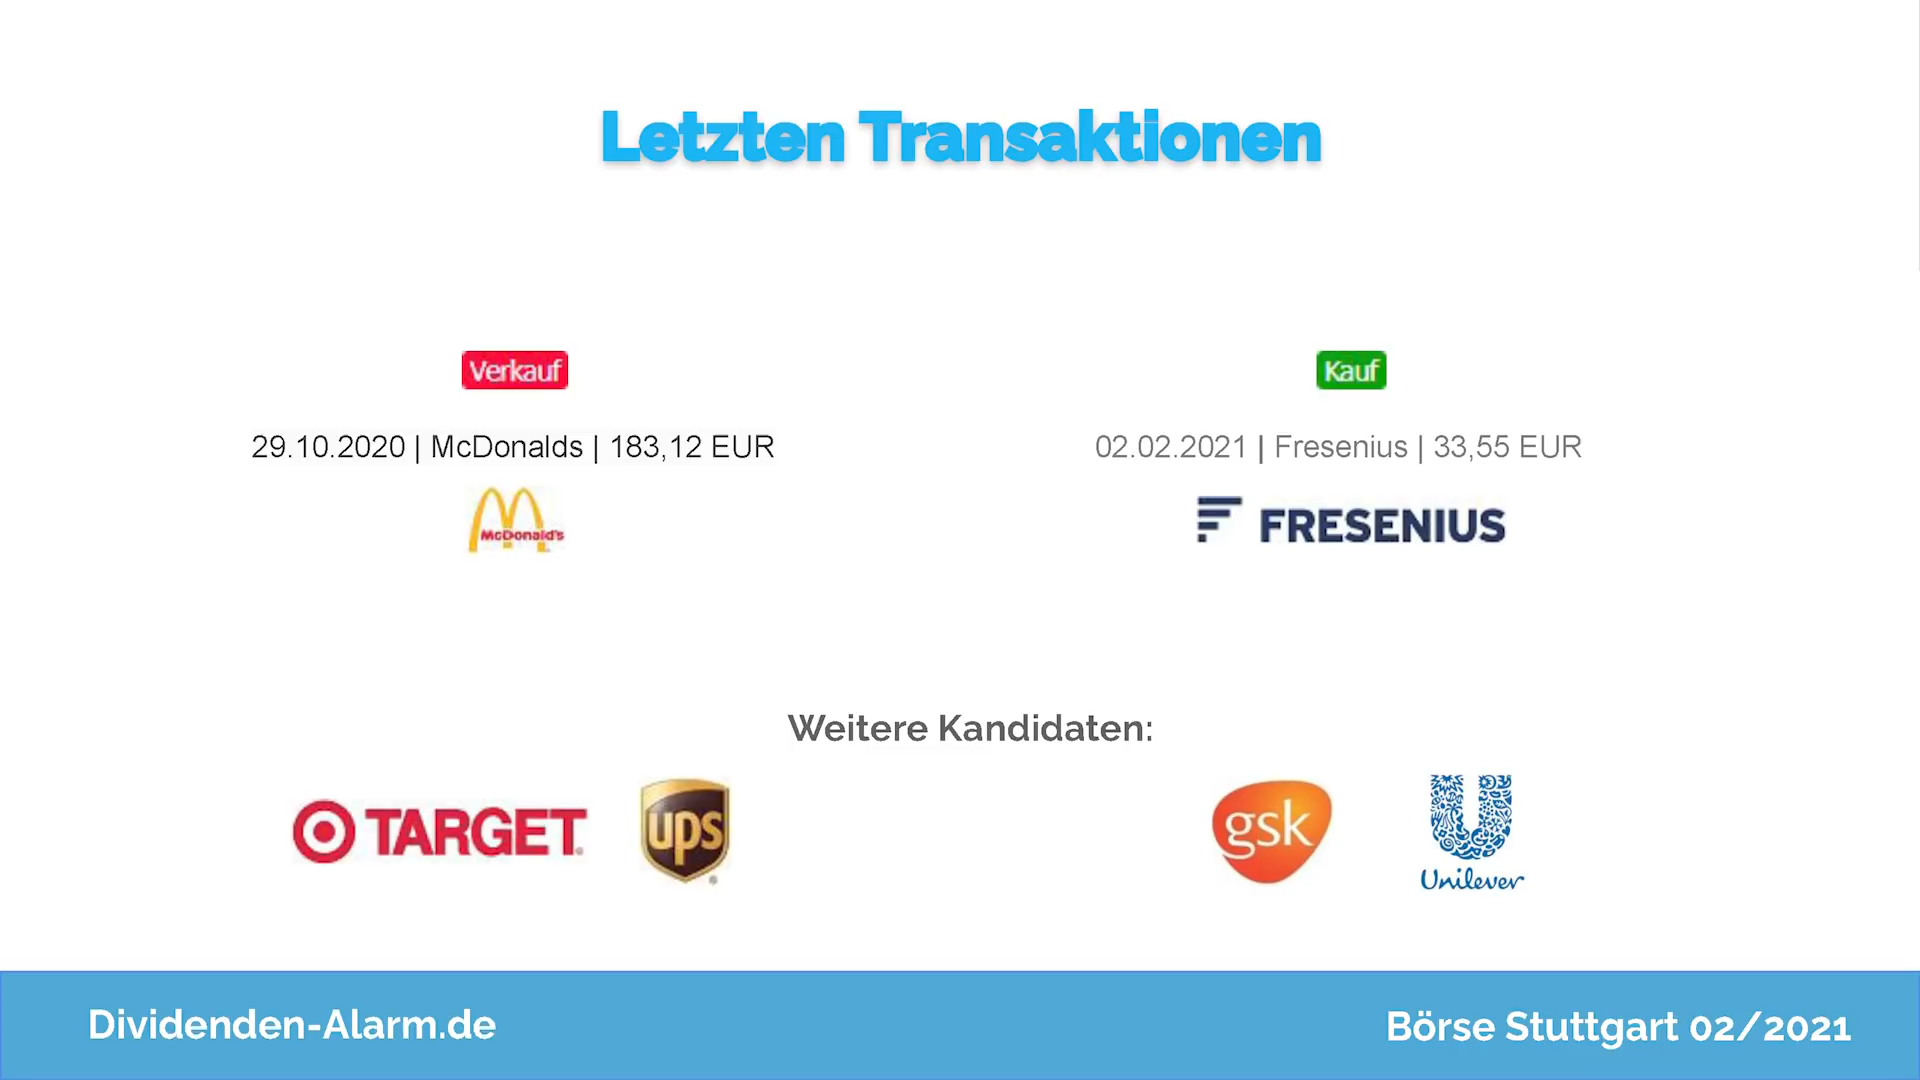 Letzten Transaktionen
Verkauf
Kauf
29.10.2020 | McDonalds | 183,12 EUR
02.02.2021 | Fresenius | 33,55 EUR
McDonald's
FRESENIUS
Weitere Kandidaten:
TARGET
ups
gsk
Unilever
Dividenden-Alarm.de
Börse Stuttgart 02/2021